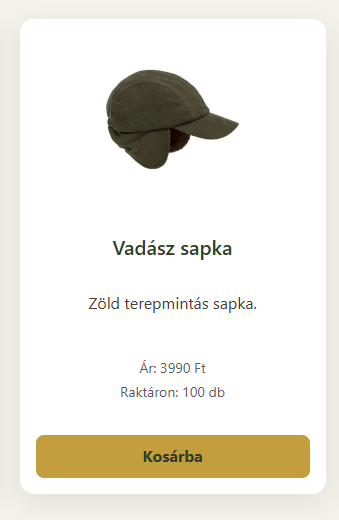 Vadász sapka
Zöld terepmintás sapka.
Ár: 3990 Ft
Raktáron: 100 db
Kosárba